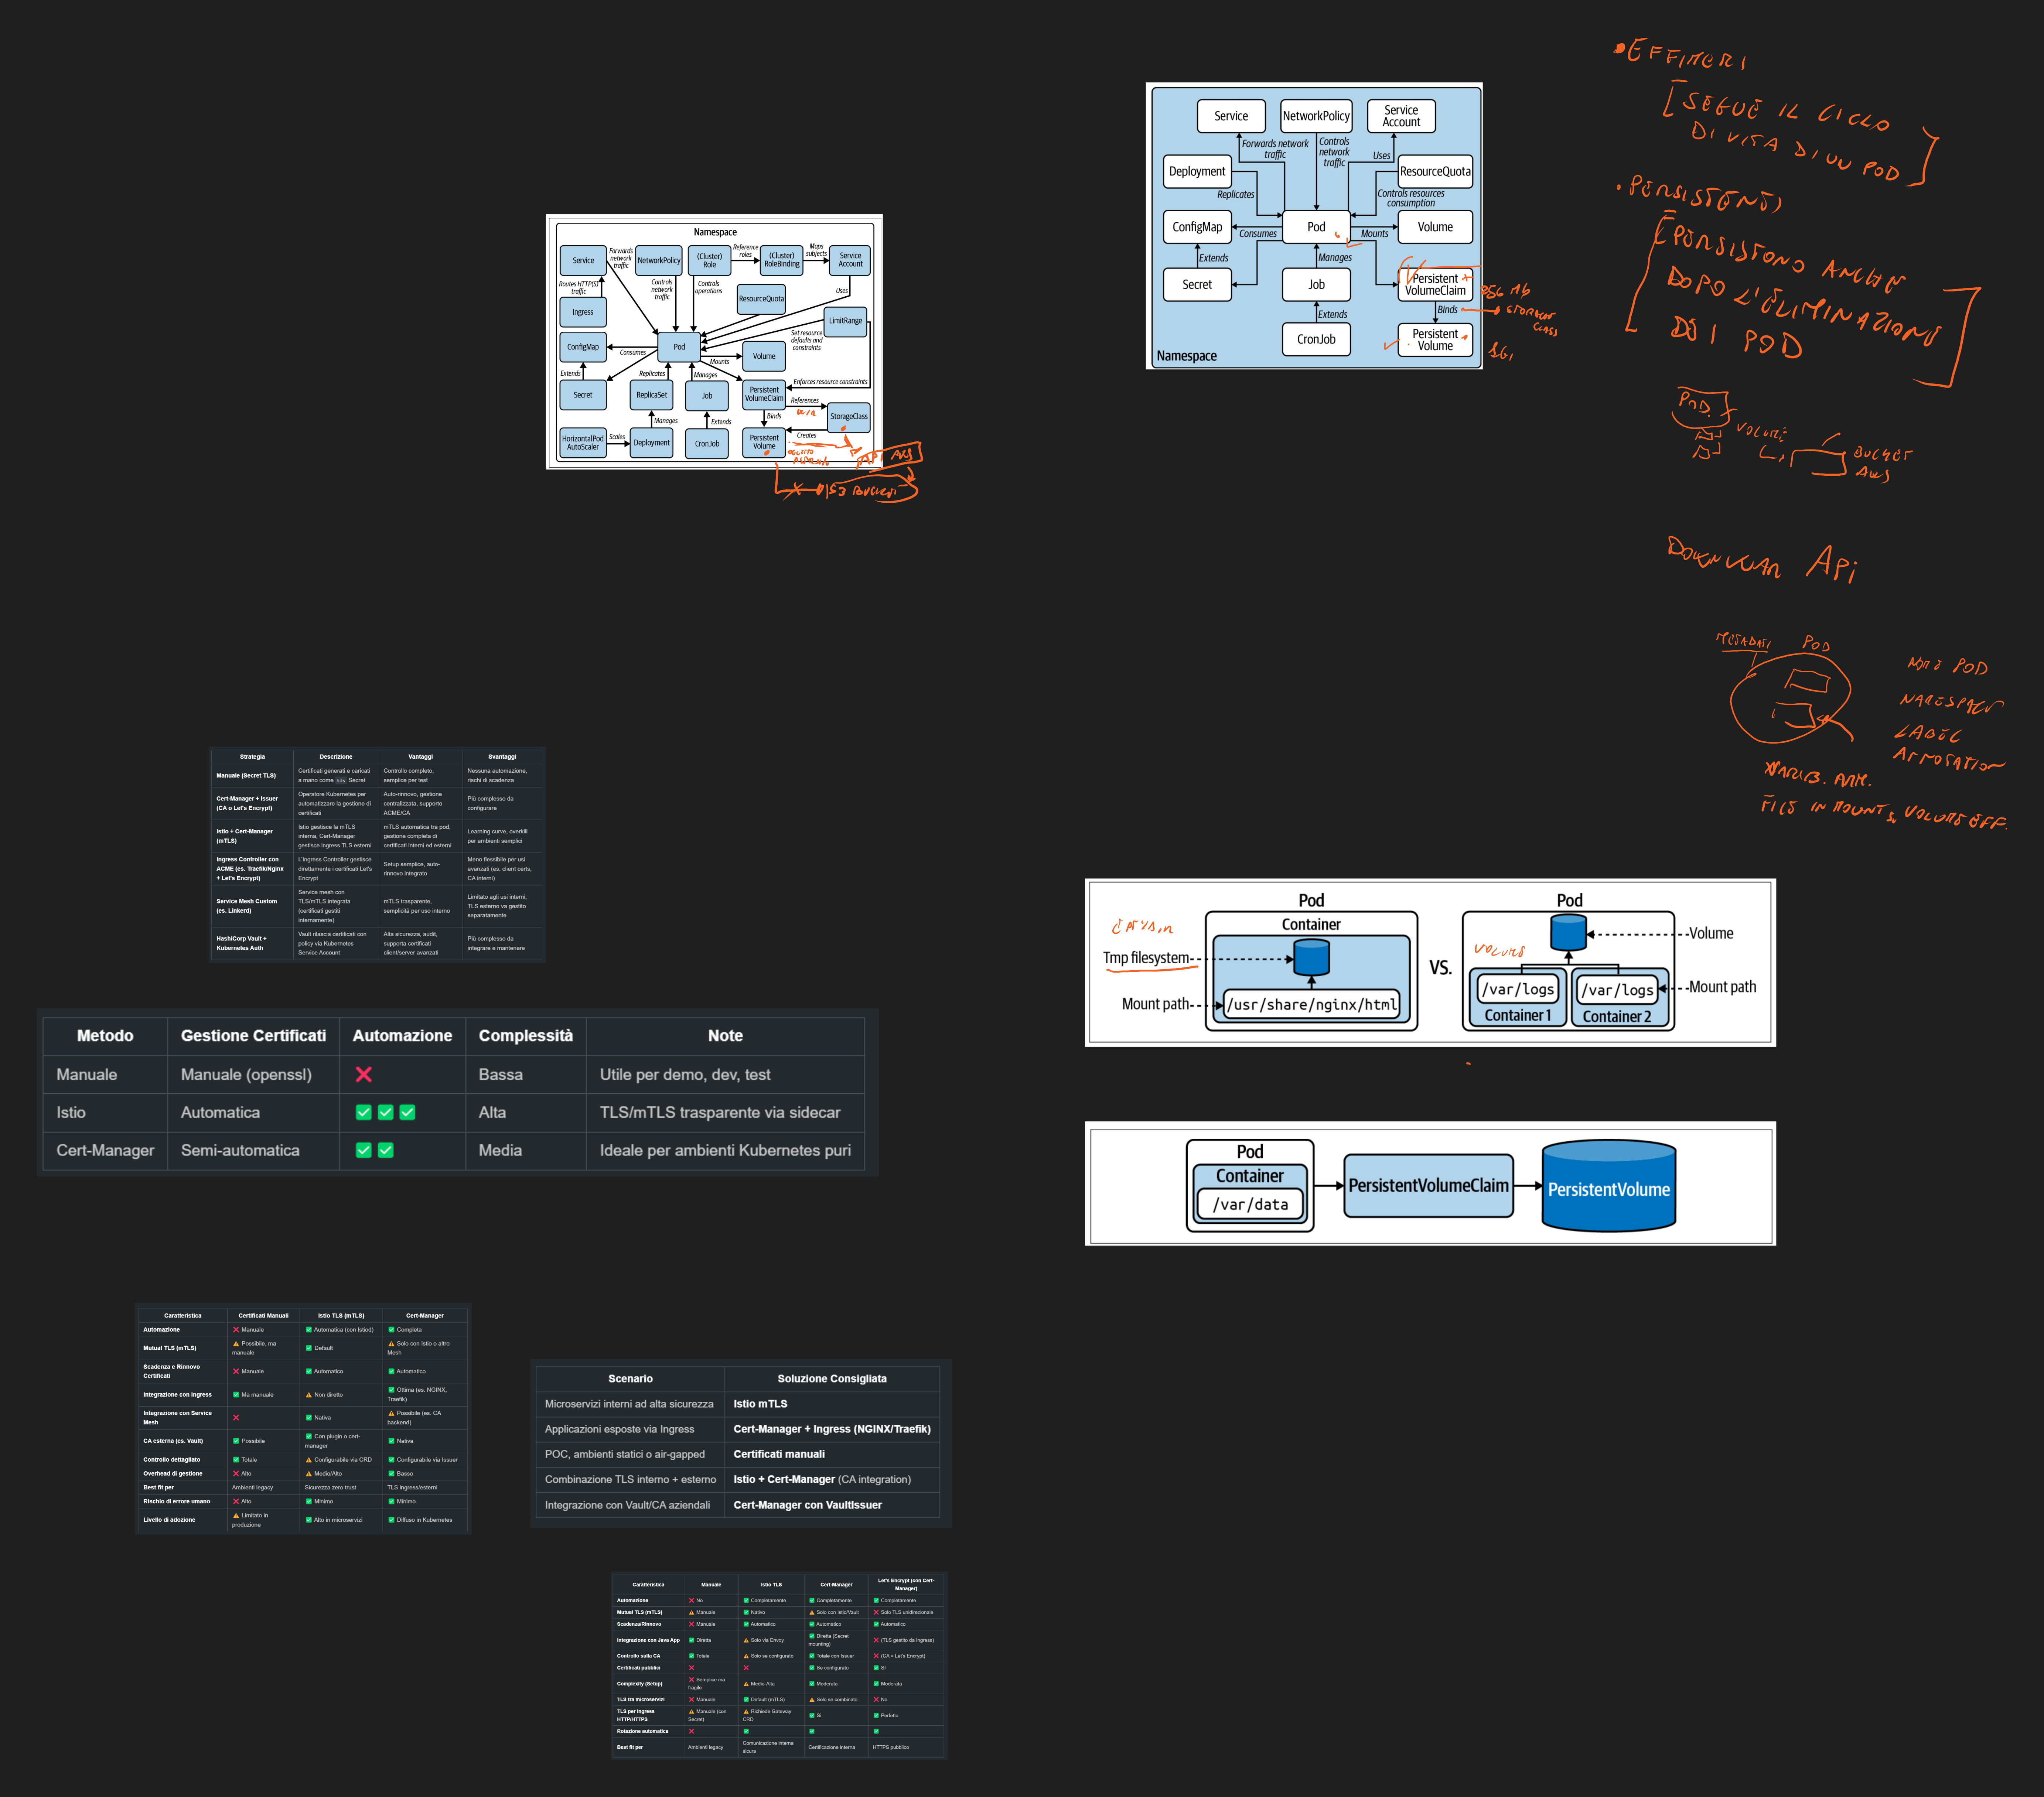 Namespace
Service
Forwards
network
traffic
NetworkPolicy
(Cluster)
Role
Reference
roles
(Cluster)
RoleBinding
Maps
subjects
Service
Account
Routes HTTP(S)
traffic
Controls
network
traffic
Controls
operations
Uses
ResourceQuota
Ingress
LimitRange
Set resource
defaults and
constraints
ConfigMap
Consumes
Pod
Mounts
Volume
Extends
Replicates
Manages
Enforces resource constraints
Secret
ReplicaSet
Job
Persistent
VolumeClaim
References
StorageClass
Binds
Manages
Extends
Creates
HorizontalPod
AutoScaler
Scales
Deployment
CronJob
Persistent
Volume
S3 BUCKET
Service
NetworkPolicy
Service
Account
Forwards network
traffic
Controls
network
traffic
Uses
Deployment
ResourceQuota
Replicates
Controls resources
consumption
ConfigMap
Consumes
Pod
Mounts
Volume
Extends
Manages
Secret
Job
Persistent
VolumeClaim
Binds
STORAGE
CLASS
Extends
CronJob
Persistent
Volume
Namespace
• EFFIMERI
[SEGUE IL CICLO
DI VITA DI UN POD]
• PERSISTENTI
[PERSISTONO ANCHE
DOPO L'ELIMINAZIONE
DEI POD]
POD
VOLUME
BUCKET
AWS
DOWNWARD API
METADATI POD
NOME POD
NAMESPACE
LABEL
ANNOTATION
VARIAB. AMB.
FILE IN MOUNT S. VOLUME EFF.
Strategia Descrizione Vantaggi Svantaggi
Manuale (Secret TLS) Certificati generati e caricati a mano come tls Secret Controllo completo, semplice per test Nessuna automazione, rischi di scadenza
Cert-Manager + Issuer (CA o Let's Encrypt) Operatore Kubernetes per automatizzare la gestione di certificati Auto-rinnovo, gestione centralizzata, supporto ACME/CA Più complesso da configurare
Istio + Cert-Manager (mTLS) Istio gestisce la mTLS interna, Cert-Manager gestisce ingress TLS esterni mTLS automatica tra pod, gestione completa di certificati interni ed esterni Learning curve, overkill per ambienti semplici
Ingress Controller con ACME (es. Traefik/Nginx + Let's Encrypt) L'Ingress Controller gestisce direttamente i certificati Let's Encrypt Setup semplice, auto-rinnovo integrato Meno flessibile per usi avanzati (es. client certs, CA interni)
Service Mesh Custom (es. Linkerd) Service mesh con TLS/mTLS integrata (certificati gestiti internamente) mTLS trasparente, semplicità per uso interno Limitato agli usi interni, TLS esterno va gestito separatamente
HashiCorp Vault + Kubernetes Auth Vault rilascia certificati con policy via Kubernetes Service Account Alta sicurezza, audit, supporta certificati client/server avanzati Più complesso da integrare e mantenere
Pod
Container
Tmp filesystem
Mount path
/usr/share/nginx/html
VS.
Pod
VOLUME
Volume
/var/logs
/var/logs
Mount path
Container 1
Container 2
Metodo Gestione Certificati Automazione Complessità Note
Manuale Manuale (openssl) ❌ Bassa Utile per demo, dev, test
Istio Automatica ✅✅✅ Alta TLS/mTLS trasparente via sidecar
Cert-Manager Semi-automatica ✅✅ Media Ideale per ambienti Kubernetes puri
Pod
Container
/var/data
PersistentVolumeClaim
PersistentVolume
Caratteristica Certificati Manuali Istio TLS (mTLS) Cert-Manager
Automazione ❌ Manuale ✅ Automatica (con Istiod) ✅ Completa
Mutual TLS (mTLS) ⚠️ Possibile, ma manuale ✅ Default ⚠️ Solo con Istio o altro Mesh
Scadenza e Rinnovo Certificati ❌ Manuale ✅ Automatico ✅ Automatico
Integrazione con Ingress ✅ Ma manuale ⚠️ Non diretto ✅ Ottima (es. NGINX, Traefik)
Integrazione con Service Mesh ❌ ✅ Nativa ⚠️ Possibile (es. CA backend)
CA esterna (es. Vault) ✅ Possibile ✅ Con plugin o cert-manager ✅ Nativa
Controllo dettagliato ✅ Totale ⚠️ Configurabile via CRD ✅ Configurabile via Issuer
Overhead di gestione ❌ Alto ⚠️ Medio/Alto ✅ Basso
Best fit per Ambienti legacy Sicurezza zero trust TLS ingress/esterni
Rischio di errore umano ❌ Alto ✅ Minimo ✅ Minimo
Livello di adozione ⚠️ Limitato in produzione ✅ Alto in microservizi ✅ Diffuso in Kubernetes
Scenario Soluzione Consigliata
Microservizi interni ad alta sicurezza Istio mTLS
Applicazioni esposte via Ingress Cert-Manager + Ingress (NGINX/Traefik)
POC, ambienti statici o air-gapped Certificati manuali
Combinazione TLS interno + esterno Istio + Cert-Manager (CA integration)
Integrazione con Vault/CA aziendali Cert-Manager con VaultIssuer
Caratteristica Manuale Istio TLS Cert-Manager Let's Encrypt (con Cert-Manager)
Automazione ❌ No ✅ Completamente ✅ Completamente ✅ Completamente
Mutual TLS (mTLS) ⚠️ Manuale ✅ Nativo ⚠️ Solo con Istio/Vault ❌ Solo TLS unidirezionale
Scadenza/Rinnovo ❌ Manuale ✅ Automatico ✅ Automatico ✅ Automatico
Integrazione con Java App ✅ Diretta ⚠️ Solo via Envoy ✅ Diretta (Secret mounting) ❌ (TLS gestito da Ingress)
Controllo sulla CA ✅ Totale ⚠️ Solo se configurato ✅ Totale con Issuer ❌ (CA = Let's Encrypt)
Certificati pubblici ❌ ❌ ✅ Se configurato ✅ Sì
Complexity (Setup) ❌ Semplice ma fragile ⚠️ Medio-Alta ✅ Moderata ✅ Moderata
TLS tra microservizi ❌ Manuale ✅ Default (mTLS) ⚠️ Solo se combinato ❌ No
TLS per ingress HTTP/HTTPS ⚠️ Manuale (con Secret) ⚠️ Richiede Gateway CRD ✅ Sì ✅ Perfetto
Rotazione automatica ❌ ✅ ✅ ✅
Best fit per Ambienti legacy Comunicazione interna sicura Certificazione interna HTTPS pubblico